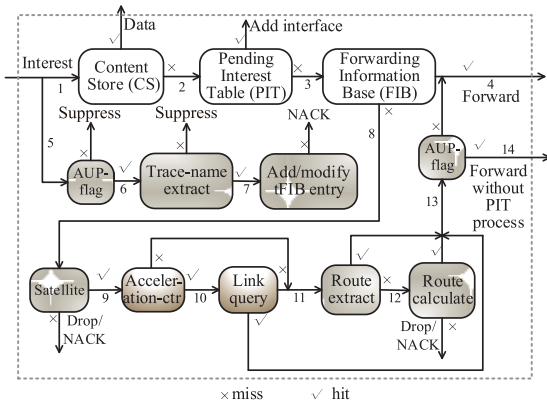 Data
Add interface
Interest
1
Content
Store (CS)
×
2
Pending
Interest
Table (PIT)
×
3
Forwarding
Information
Base (FIB)
√
4
Forward
√
√
Suppress
Suppress
NACK
8
×
5
×
×
×
×
AUP-
flag
√
14
AUP-
flag
√
6
Trace-name
extract
√
7
Add/modify
tFIB entry
Forward
without
PIT
process
13
Satellite
√
9
Acceler-
ation-ctr
×
√
10
Link
query
×
√
11
Route
extract
√
×
12
Route
calculate
√
×
Drop/
NACK
×
Drop/
NACK
× miss
√ hit